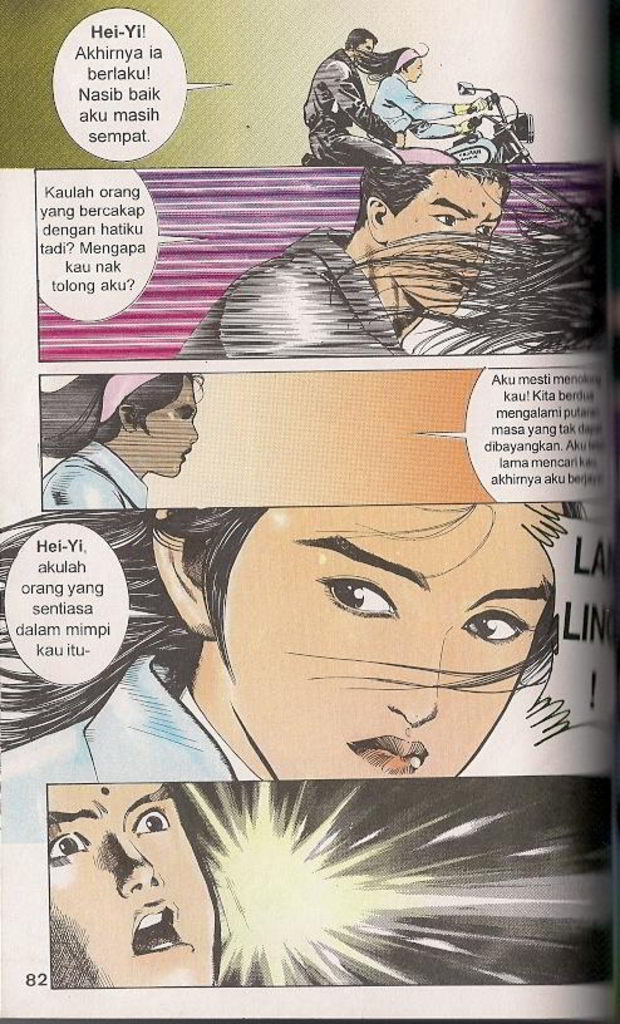 Hei-Yi!
Akhirnya ia
berlaku!
Nasib baik
aku masih
sempat.
Kaulah orang
yang bercakap
dengan hatiku
tadi? Mengapa
kau nak
tolong aku?
Aku mesti
kau! Kita berdua
mengalami
masa yang tak
dibayangkan. Aku
lama mencari
akhirnya aku
Hei-Yi,
akulah
orang yang
sentiasa
dalam mimpi
kau itu-
!
82